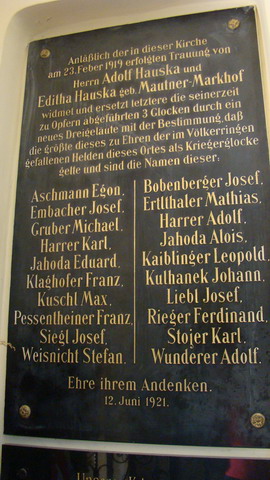 Anläßlich der in dieser Kirche
am 23. Feber 1919 erfolgten Trauung von
Herrn Adolf Hauska und
Editha Hauska geb. Mautner-Markhof
widmet und ersetzt letztere die seinerzeit
zu Opfern abgeführten 3 Glocken durch ein
neues Dreigeläute mit der Bestimmung, daß
die größte dieses zu Ehren der im Völkerringen
gefallenen Helden dieses Ortes als Kriegerglocke
gelte und sind die Namen dieser:
Aschmann Egon,
Embacher Josef,
Gruber Michael,
Harrer Karl,
Jahoda Eduard,
Klaghofer Franz,
Kuschl Max,
Pessentheiner Franz,
Siegl Josef,
Weisnicht Stefan,
Bobenberger Josef,
Ertlthaler Mathias,
Harrer Adolf,
Jahoda Alois,
Kaiblinger Leopold,
Kuthanek Johann,
Liebl Josef,
Rieger Ferdinand,
Stojer Karl,
Wunderer Adolf.
Ehre ihrem Andenken.
12. Juni 1921.